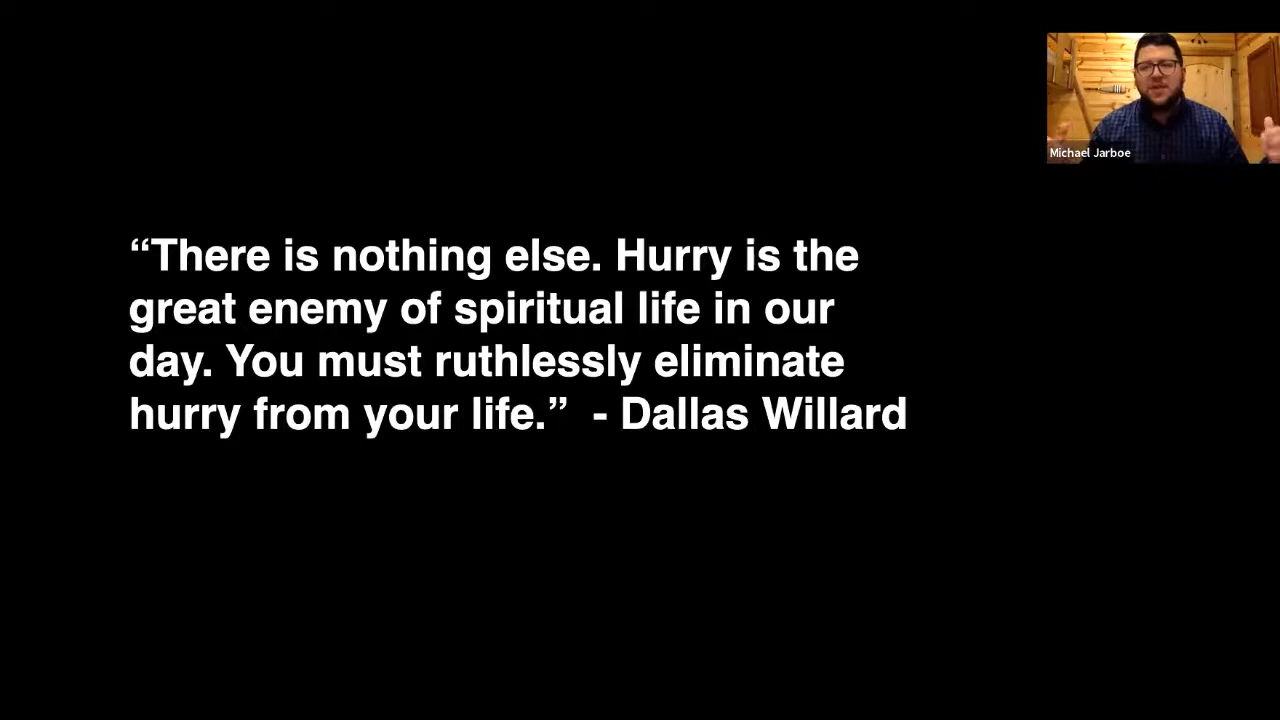 Michael Jarboe
“There is nothing else. Hurry is the
great enemy of spiritual life in our
day. You must ruthlessly eliminate
hurry from your life.”  - Dallas Willard